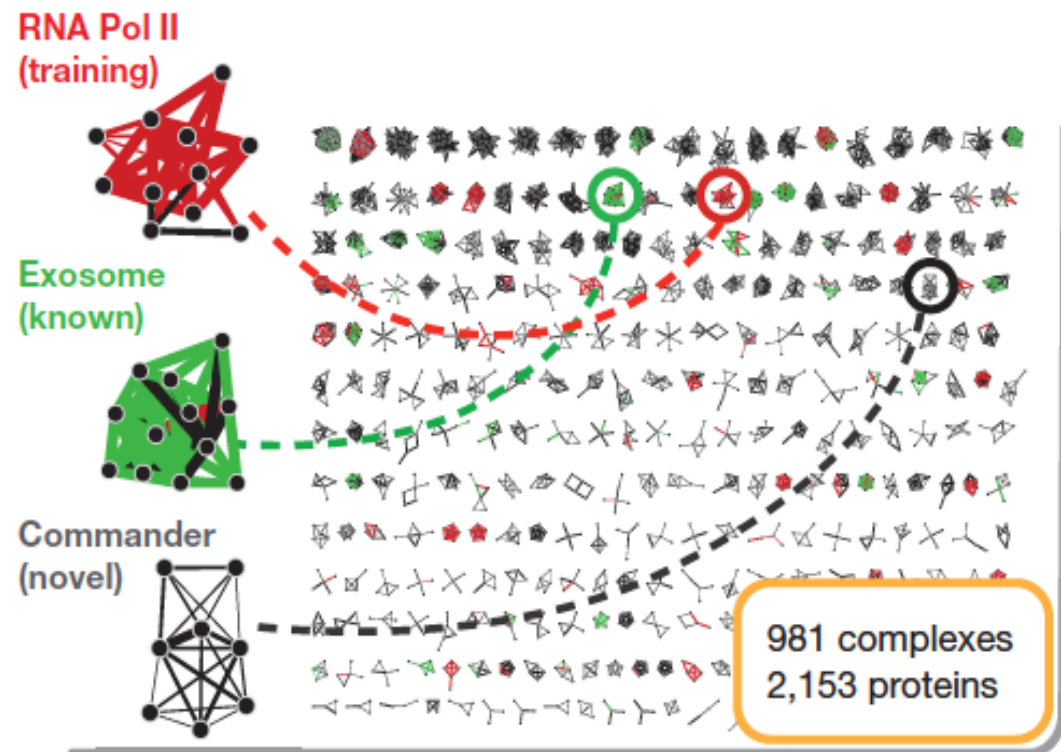 RNA Pol II
(training)
Exosome
(known)
Commander
(novel)
981 complexes
2,153 proteins